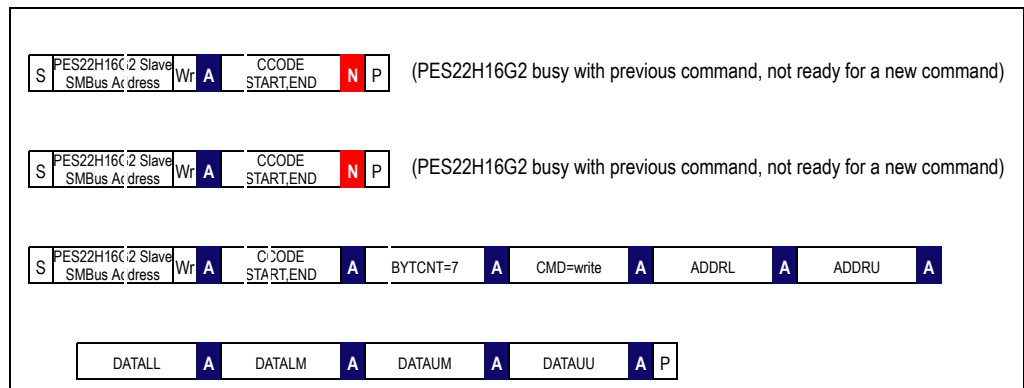 S PES22H16G2 Slave SMBus Address Wr A CCODE START,END N P (PES22H16G2 busy with previous command, not ready for a new command)
S PES22H16G2 Slave SMBus Address Wr A CCODE START,END N P (PES22H16G2 busy with previous command, not ready for a new command)
S PES22H16G2 Slave SMBus Address Wr A CCODE START,END A BYTCNT=7 A CMD=write A ADDRL A ADDRU A
DATALL A DATALM A DATAUM A DATAUU A P